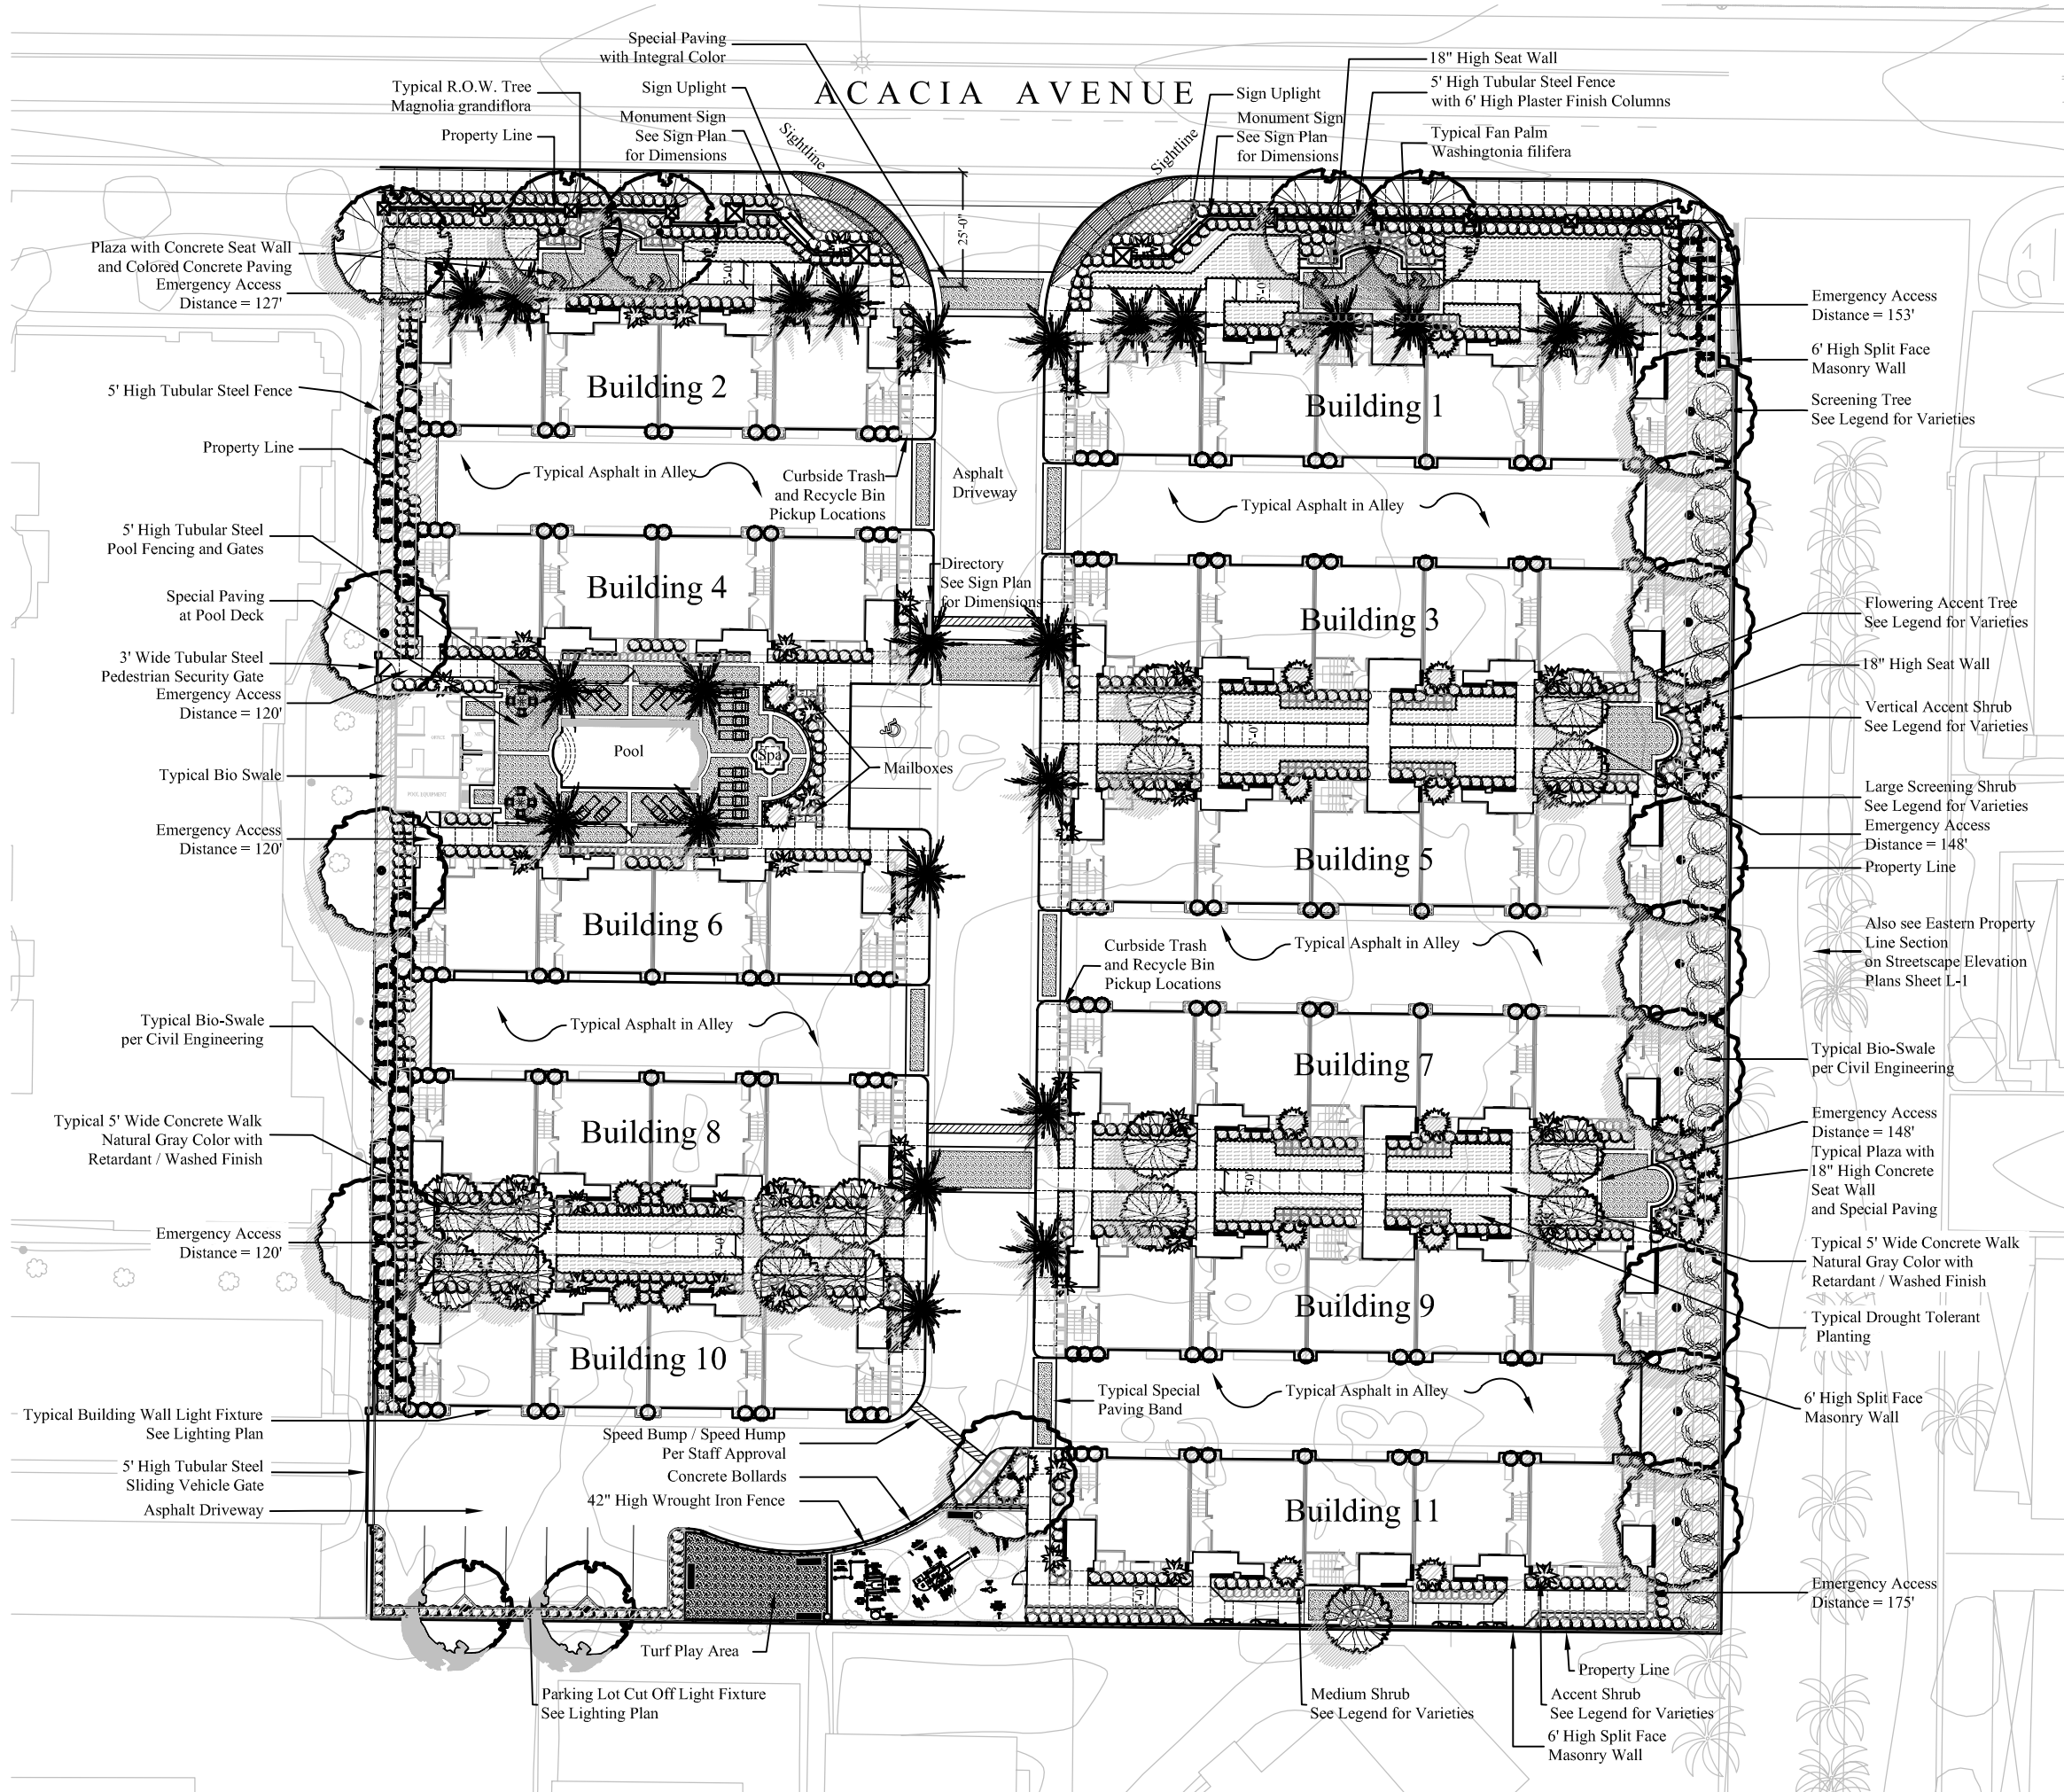 Special Paving
with Integral Color
Typical R.O.W. Tree
Magnolia grandiflora
Sign Uplight
ACACIA AVENUE
Sign Uplight
18" High Seat Wall
5' High Tubular Steel Fence
with 6' High Plaster Finish Columns
Property Line
Monument Sign
See Sign Plan
for Dimensions
Sightline
Sightline
Monument Sign
See Sign Plan
for Dimensions
Typical Fan Palm
Washingtonia filifera
25'-0"
Plaza with Concrete Seat Wall
and Colored Concrete Paving
Emergency Access
Distance = 127'
5'-0"
5'-0"
Emergency Access
Distance = 153'
6' High Split Face
Masonry Wall
5' High Tubular Steel Fence
Building 2
Building 1
Screening Tree
See Legend for Varieties
Property Line
Typical Asphalt in Alley
Curbside Trash
and Recycle Bin
Pickup Locations
Asphalt
Driveway
Typical Asphalt in Alley
5' High Tubular Steel
Pool Fencing and Gates
Building 4
Directory
See Sign Plan
for Dimensions
Building 3
Special Paving
at Pool Deck
Flowering Accent Tree
See Legend for Varieties
3' Wide Tubular Steel
Pedestrian Security Gate
Emergency Access
Distance = 120'
18" High Seat Wall
Vertical Accent Shrub
See Legend for Varieties
OFFICE
Pool
Spa
Mailboxes
5'-0"
Typical Bio Swale
POOL EQUIPMENT
Large Screening Shrub
See Legend for Varieties
Emergency Access
Distance = 148'
Property Line
Emergency Access
Distance = 120'
Building 5
Building 6
Also see Eastern Property
Line Section
on Streetscape Elevation
Plans Sheet L-1
Curbside Trash
and Recycle Bin
Pickup Locations
Typical Asphalt in Alley
Typical Bio-Swale
per Civil Engineering
Typical Asphalt in Alley
Building 7
Typical Bio-Swale
per Civil Engineering
Typical 5' Wide Concrete Walk
Natural Gray Color with
Retardant / Washed Finish
Building 8
Emergency Access
Distance = 148'
Typical Plaza with
18" High Concrete
Seat Wall
and Special Paving
5'-0"
Emergency Access
Distance = 120'
5'-0"
Typical 5' Wide Concrete Walk
Natural Gray Color with
Retardant / Washed Finish
Building 9
Typical Drought Tolerant
Planting
Building 10
Typical Special
Paving Band
Typical Asphalt in Alley
6' High Split Face
Masonry Wall
Typical Building Wall Light Fixture
See Lighting Plan
Speed Bump / Speed Hump
Per Staff Approval
5' High Tubular Steel
Sliding Vehicle Gate
Concrete Bollards
42" High Wrought Iron Fence
Asphalt Driveway
Building 11
5'-0"
Emergency Access
Distance = 175'
Turf Play Area
Property Line
Parking Lot Cut Off Light Fixture
See Lighting Plan
Medium Shrub
See Legend for Varieties
Accent Shrub
See Legend for Varieties
6' High Split Face
Masonry Wall